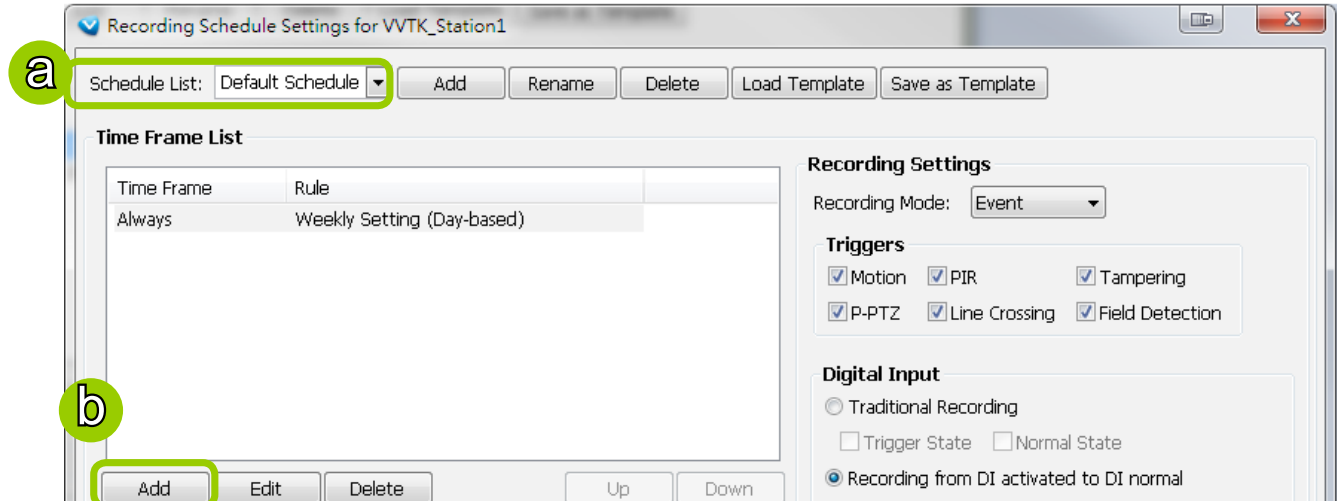 Recording Schedule Settings for VVTK_Station1
a
Schedule List: Default Schedule Add Rename Delete Load Template Save as Template
Time Frame List
Time Frame Rule
Always Weekly Setting (Day-based)
Recording Settings
Recording Mode: Event
Triggers
Motion PIR Tampering
P-PTZ Line Crossing Field Detection
Digital Input
Traditional Recording
Trigger State Normal State
Recording from DI activated to DI normal
b
Add Edit Delete Up Down